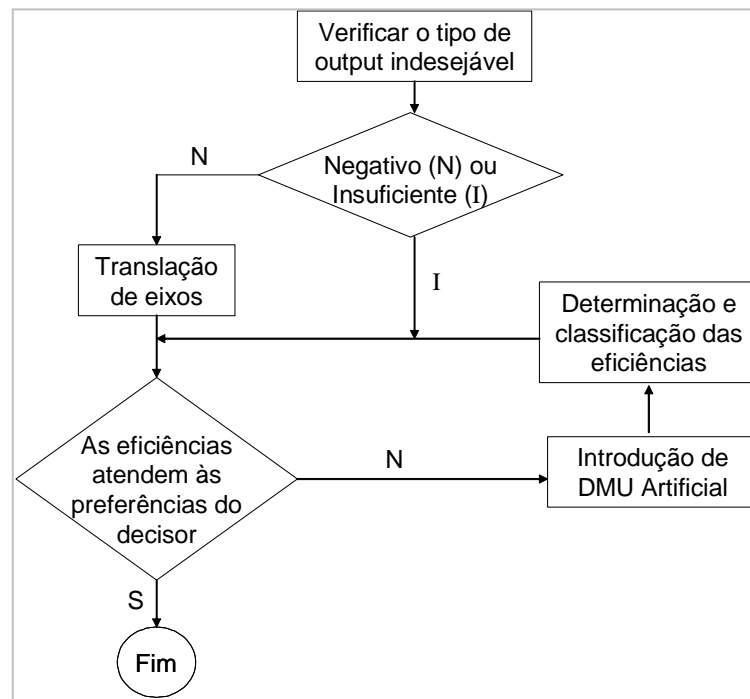 Verificar o tipo de
output indesejável
N
Negativo (N) ou
Insuficiente (I)
Translação
de eixos
I
Determinação e
classificação das
eficiências
As eficiências
atendem às
preferências do
decisor
N
Introdução de
DMU Artificial
S
Fim